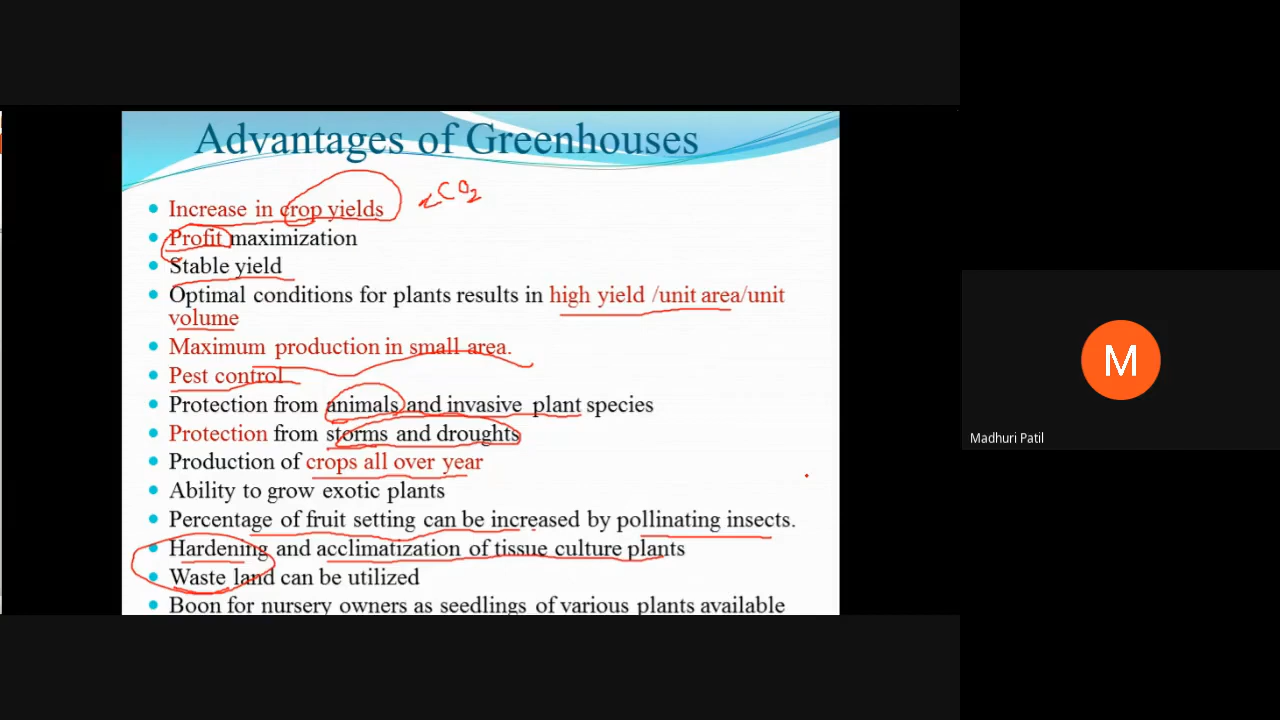 Advantages of Greenhouses
• Increase in crop yields
CO2
• Profit maximization
• Stable yield
• Optimal conditions for plants results in high yield /unit area/unit
volume
• Maximum production in small area.
• Pest control
• Protection from animals and invasive plant species
• Protection from storms and droughts
• Production of crops all over year
• Ability to grow exotic plants
• Percentage of fruit setting can be increased by pollinating insects.
• Hardening and acclimatization of tissue culture plants
• Waste land can be utilized
• Boon for nursery owners as seedlings of various plants available
M
Madhuri Patil